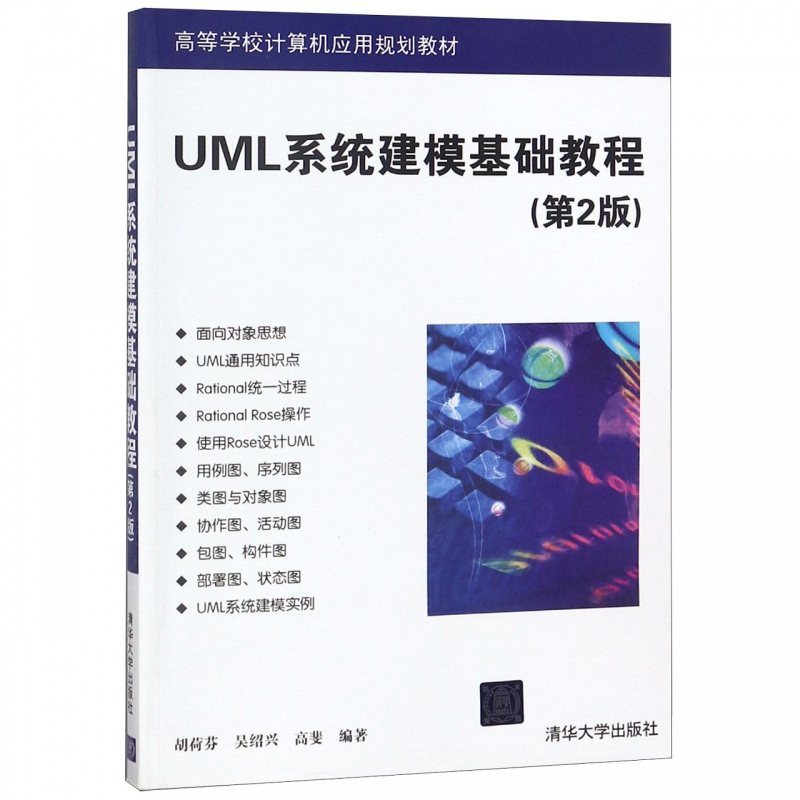 高等学校计算机应用规划教材
UML系统建模基础教程
(第2版)
◆ 面向对象思想
◆ UML通用知识点
◆ Rational统一过程
◆ Rational Rose操作
◆ 使用Rose设计UML
◆ 用例图、序列图
◆ 类图与对象图
◆ 协作图、活动图
◆ 包图、构件图
◆ 部署图、状态图
◆ UML系统建模实例
胡荷芬 吴绍兴 高斐 编著
清华大学出版社
UML系统建模基础教程(第2版)
清华大学出版社